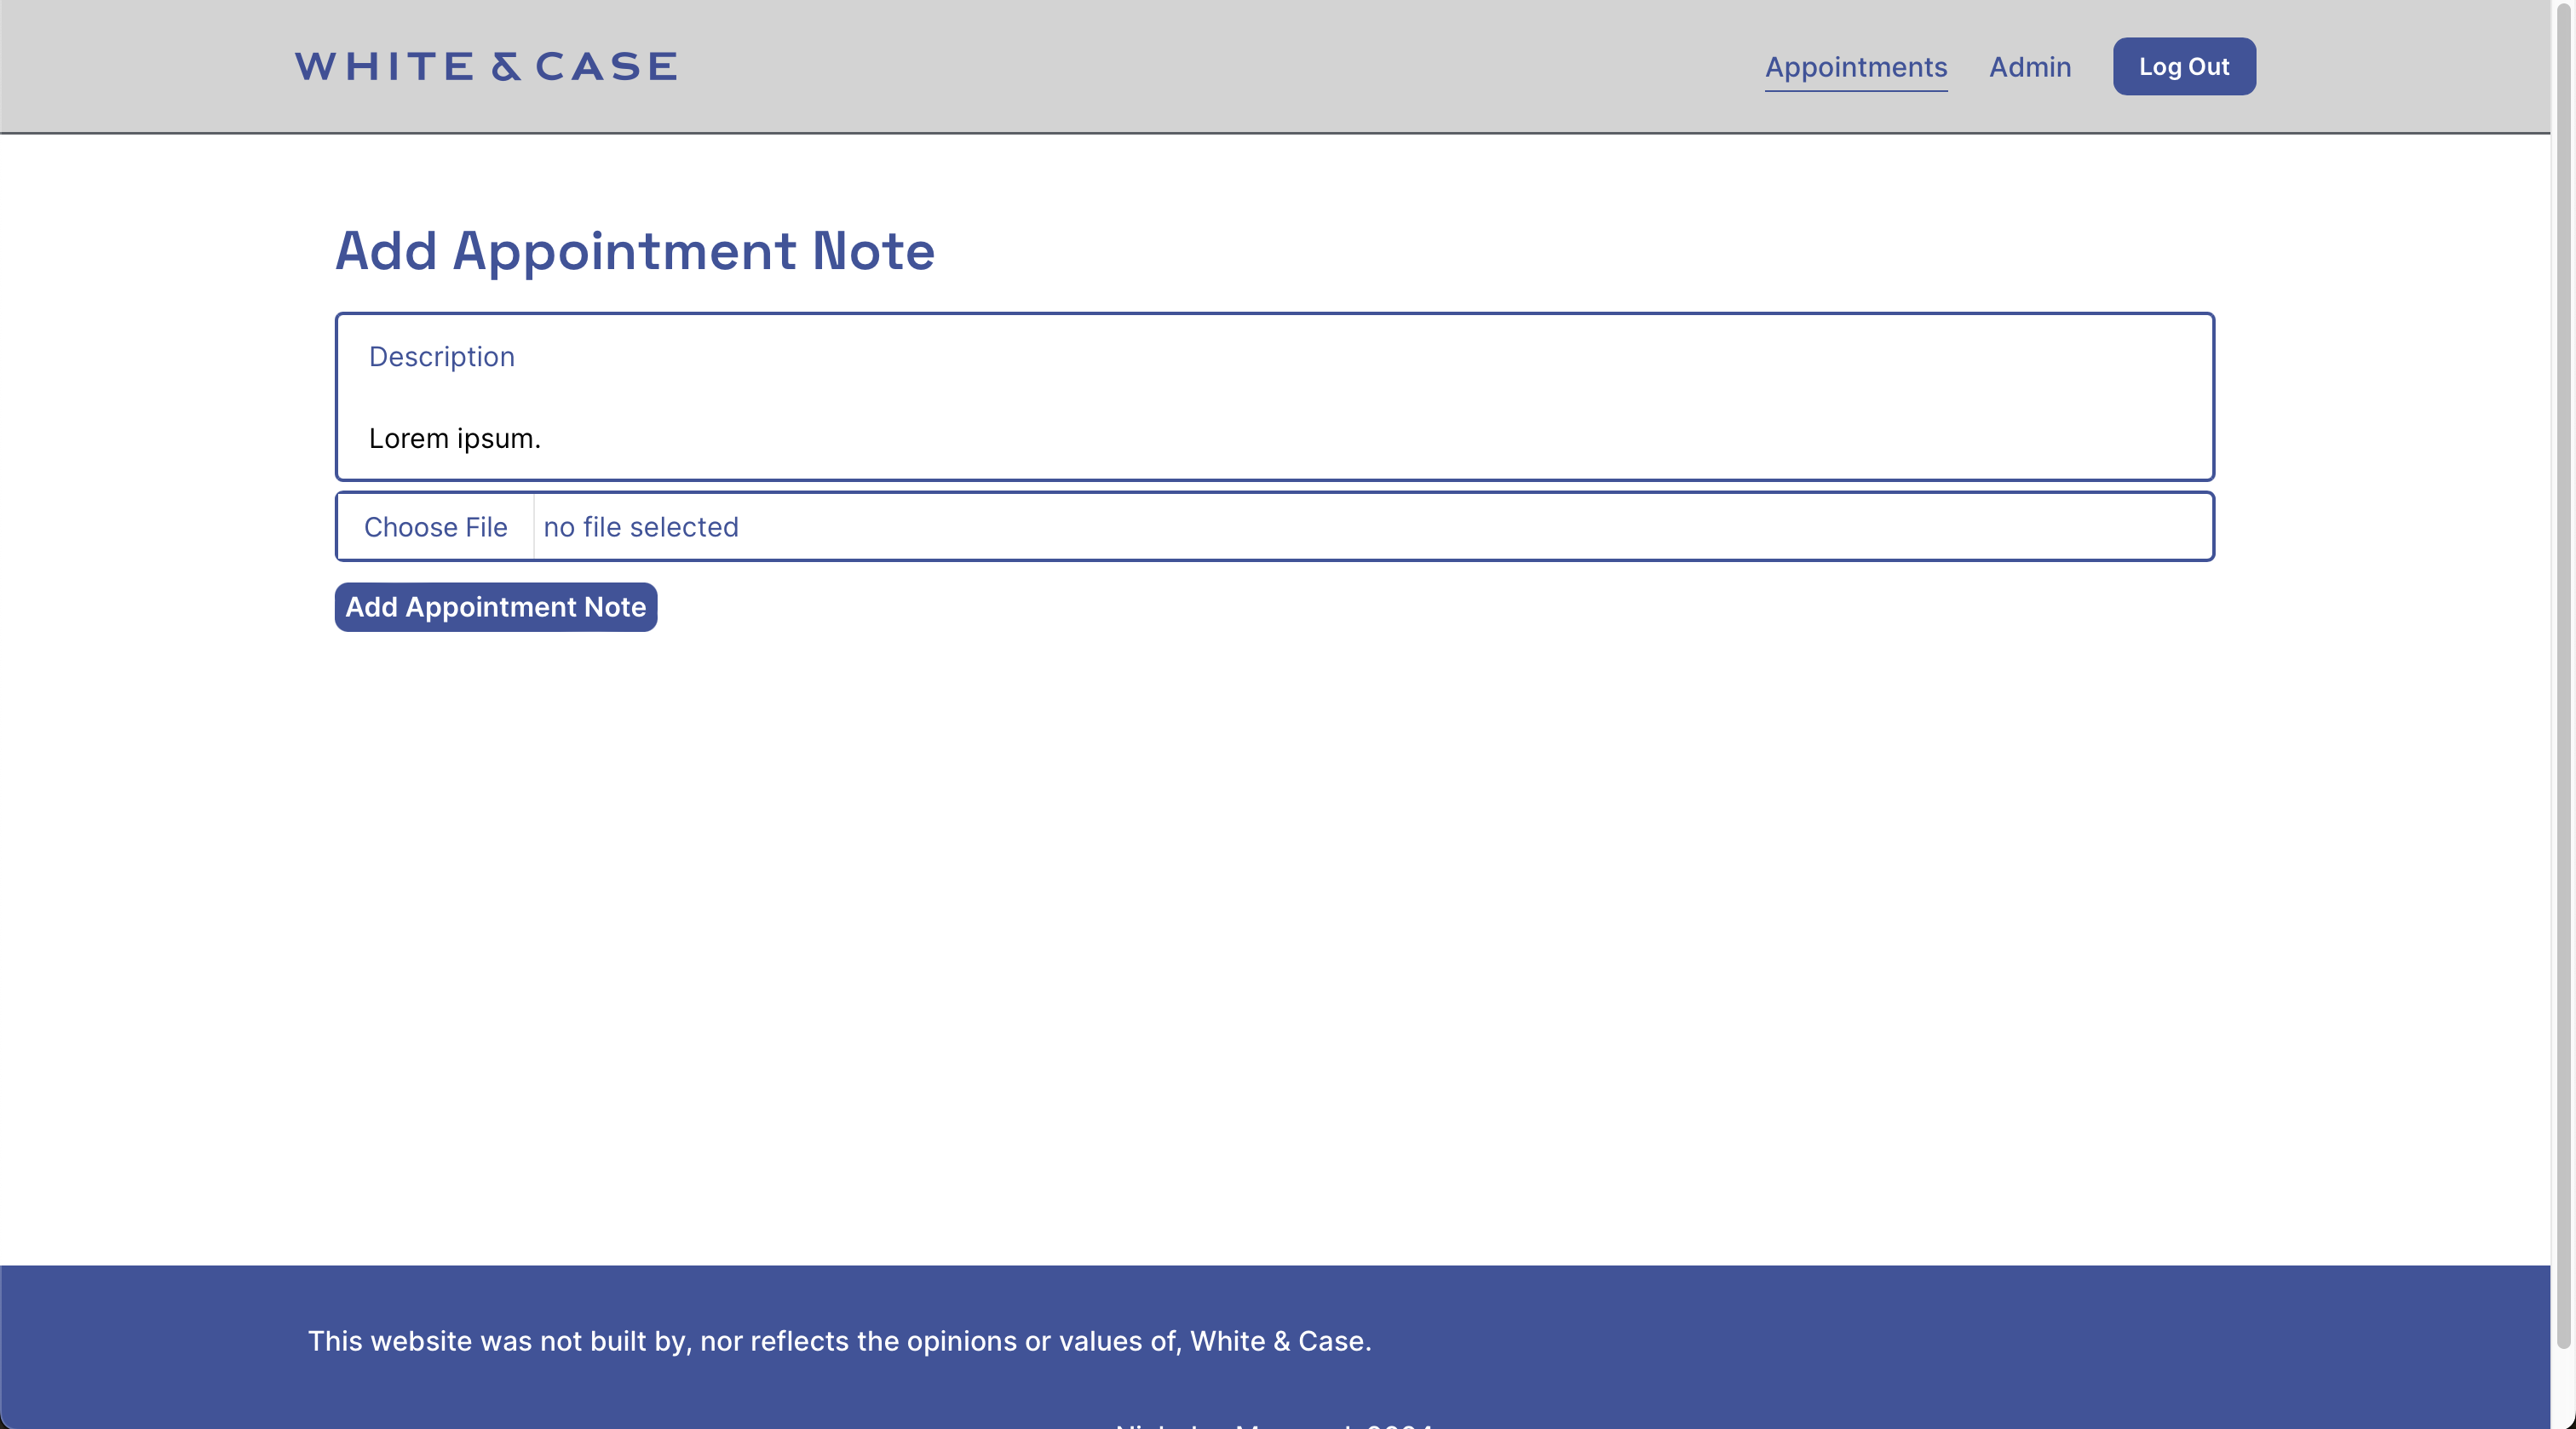 WHITE & CASE
Appointments Admin Log Out
Add Appointment Note
Description
Lorem ipsum.
Choose File no file selected
Add Appointment Note
This website was not built by, nor reflects the opinions or values of, White & Case.